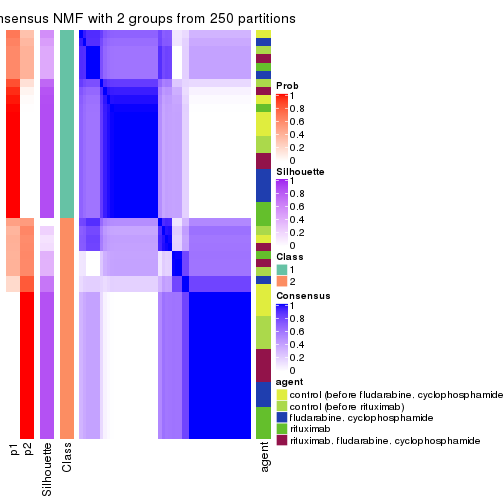 nsensus NMF with 2 groups from 250 partitions
Prob
1
0.8
0.6
0.4
0.2
0
Silhouette
1
0.8
0.6
0.4
0.2
0
Class
1
2
Consensus
1
0.8
0.6
0.4
0.2
0
agent
control (before fludarabine. cyclophosphamide
control (before rituximab)
fludarabine. cyclophosphamide
rituximab
rituximab. fludarabine. cyclophosphamide
p1
p2
Silhouette
Class
agent